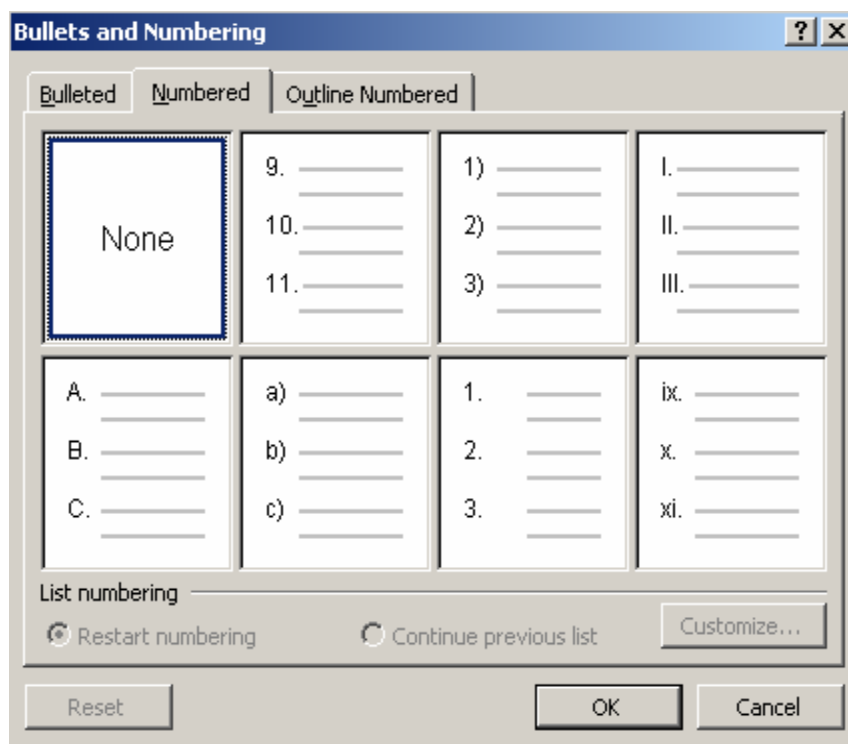 Bullets and Numbering
Bulleted
Numbered
Outline Numbered
None
9.
10.
11.
1)
2)
3)
I.
II.
III.
A.
B.
C.
a)
b)
c)
1.
2.
3.
ix.
x.
xi.
List numbering
Restart numbering
Continue previous list
Customize...
Reset
OK
Cancel